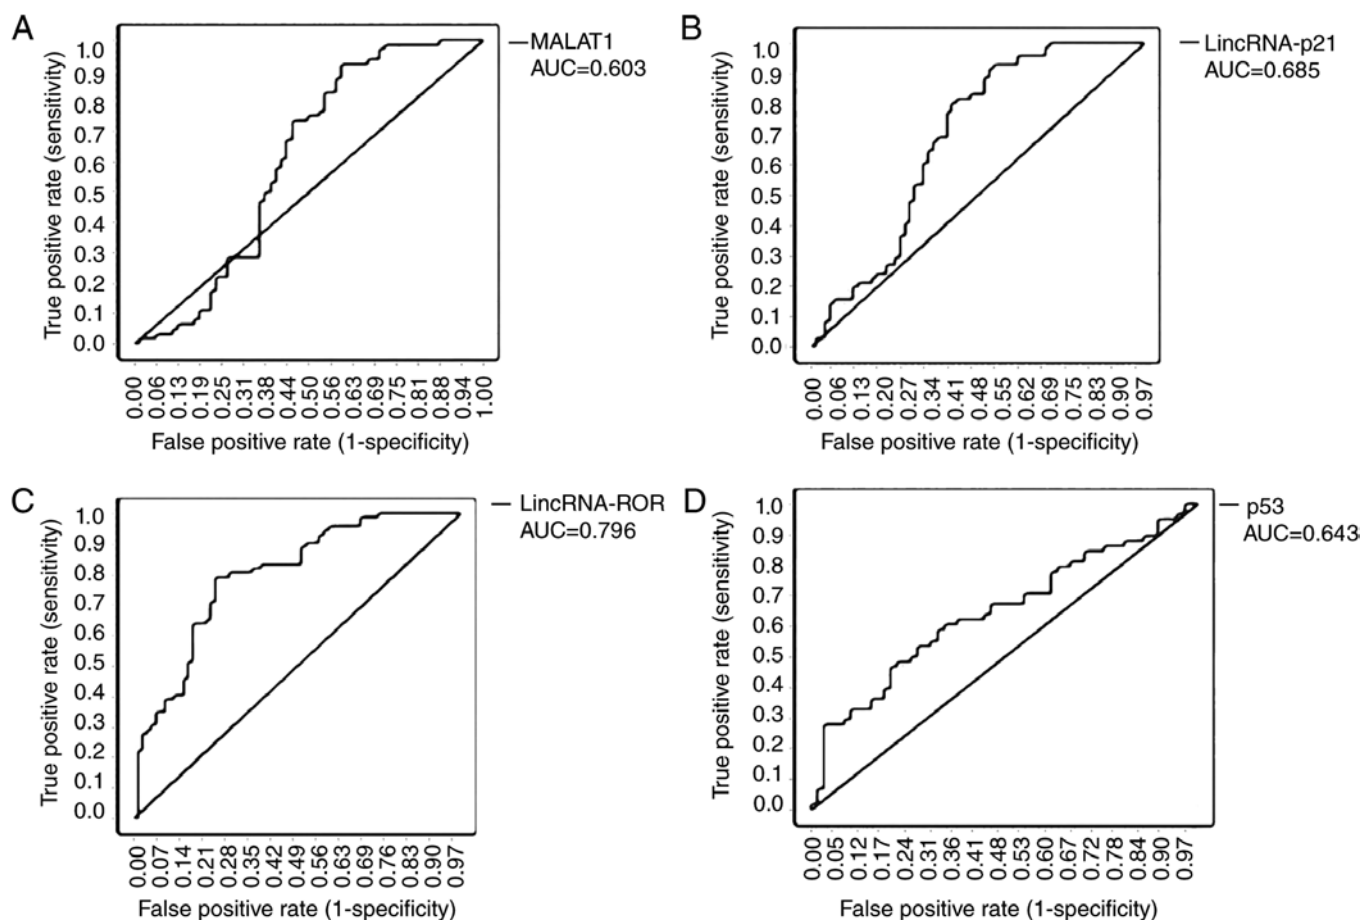 A
MALAT1
AUC=0.603
True positive rate (sensitivity)
1.0
0.9
0.8
0.7
0.6
0.5
0.4
0.3
0.2
0.1
0.0
0.00 0.06 0.13 0.19 0.25 0.31 0.38 0.44 0.50 0.56 0.63 0.69 0.75 0.81 0.88 0.94 1.00
False positive rate (1-specificity)
B
LincRNA-p21
AUC=0.685
True positive rate (sensitivity)
1.0
0.9
0.8
0.7
0.6
0.5
0.4
0.3
0.2
0.1
0.0
0.00 0.06 0.13 0.20 0.27 0.34 0.41 0.48 0.55 0.62 0.69 0.75 0.83 0.90 0.97
False positive rate (1-specificity)
C
LincRNA-ROR
AUC=0.796
True positive rate (sensitivity)
1.0
0.9
0.8
0.7
0.6
0.5
0.4
0.3
0.2
0.1
0.0
0.00 0.07 0.14 0.21 0.28 0.35 0.42 0.49 0.56 0.63 0.69 0.76 0.83 0.90 0.97
False positive rate (1-specificity)
D
p53
AUC=0.643
True positive rate (sensitivity)
1.0
0.9
0.8
0.7
0.6
0.5
0.4
0.3
0.2
0.1
0.0
0.00 0.05 0.12 0.17 0.24 0.31 0.36 0.41 0.48 0.53 0.60 0.67 0.72 0.78 0.84 0.90 0.97
False positive rate (1-specificity)